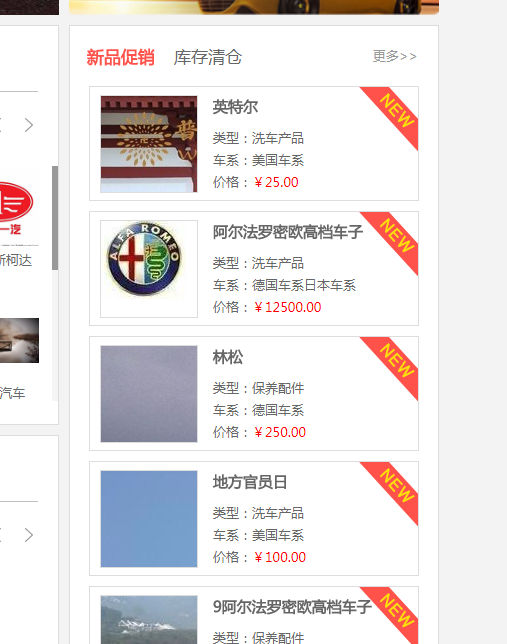 新品促销 库存清仓 更多>>
英特尔
NEW
类型：洗车产品
车系：美国车系
价格：￥25.00
ALFA ROMEO
阿尔法罗密欧高档车子
NEW
类型：洗车产品
车系：德国车系日本车系
价格：￥12500.00
林松
NEW
类型：保养配件
车系：德国车系
价格：￥250.00
地方官员日
NEW
类型：洗车产品
车系：美国车系
价格：￥100.00
9阿尔法罗密欧高档车子
NEW
类型：保养配件
一汽
斯柯达
汽车